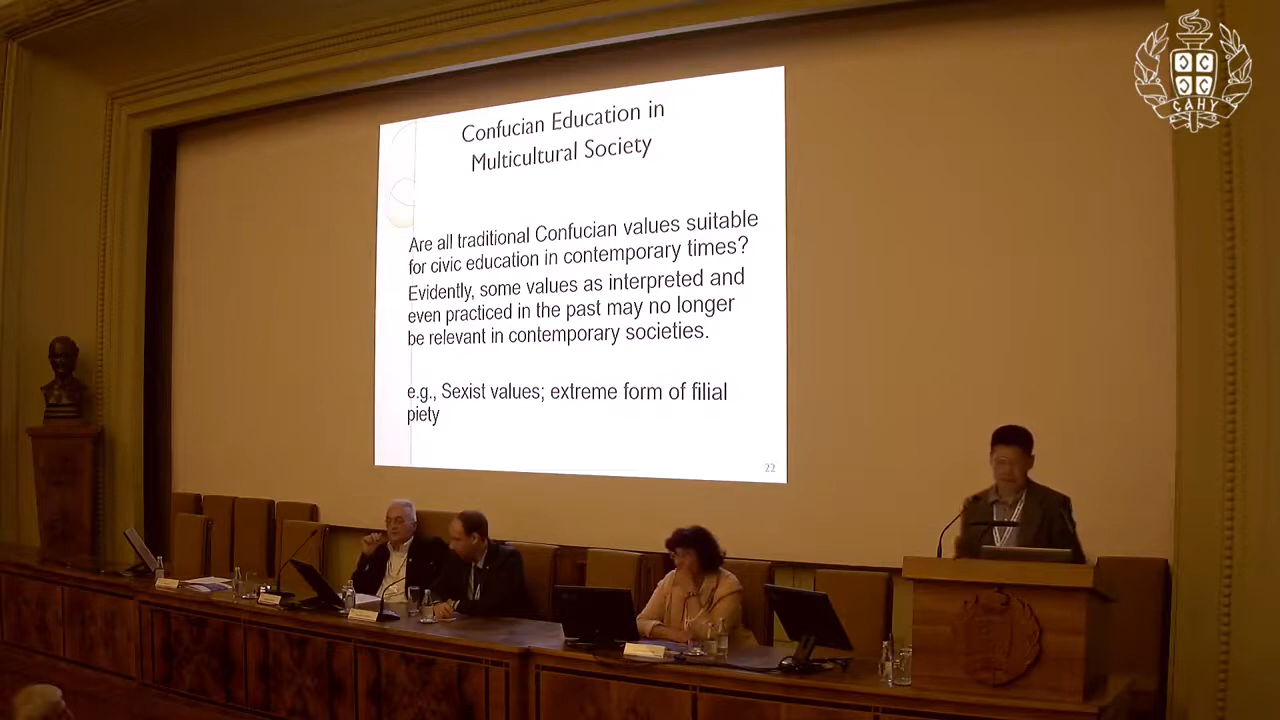 Confucian Education in
Multicultural Society
Are all traditional Confucian values suitable
for civic education in contemporary times?
Evidently, some values as interpreted and
even practiced in the past may no longer
be relevant in contemporary societies.
e.g., Sexist values; extreme form of filial
piety
22
САНУ